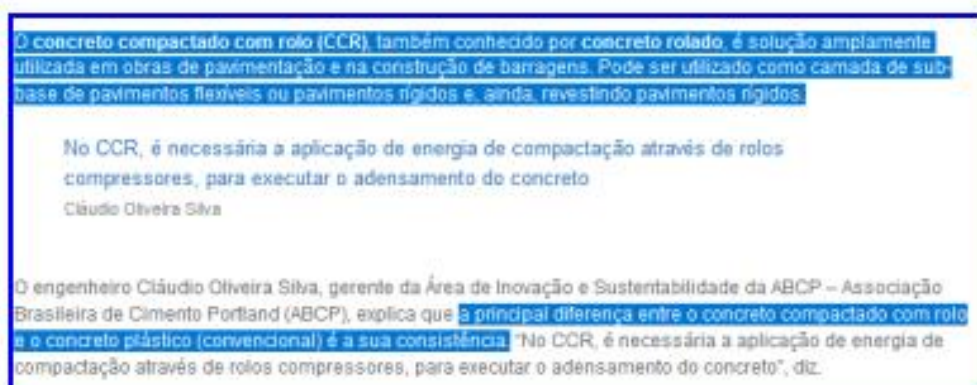 O concreto compactado com rolo (CCR), também conhecido por concreto rolado, é solução amplamente
utilizada em obras de pavimentação e na construção de barragens. Pode ser utilizado como camada de sub-
base de pavimentos flexíveis ou pavimentos rígidos e, ainda, revestindo pavimentos rígidos.
No CCR, é necessária a aplicação de energia de compactação através de rolos
compressores, para executar o adensamento do concreto
Cláudio Oliveira Silva
O engenheiro Cláudio Oliveira Silva, gerente da Área de Inovação e Sustentabilidade da ABCP – Associação
Brasileira de Cimento Portland (ABCP), explica que a principal diferença entre o concreto compactado com rolo
e o concreto plástico (convencional) é a sua consistência. "No CCR, é necessária a aplicação de energia de
compactação através de rolos compressores, para executar o adensamento do concreto", diz.